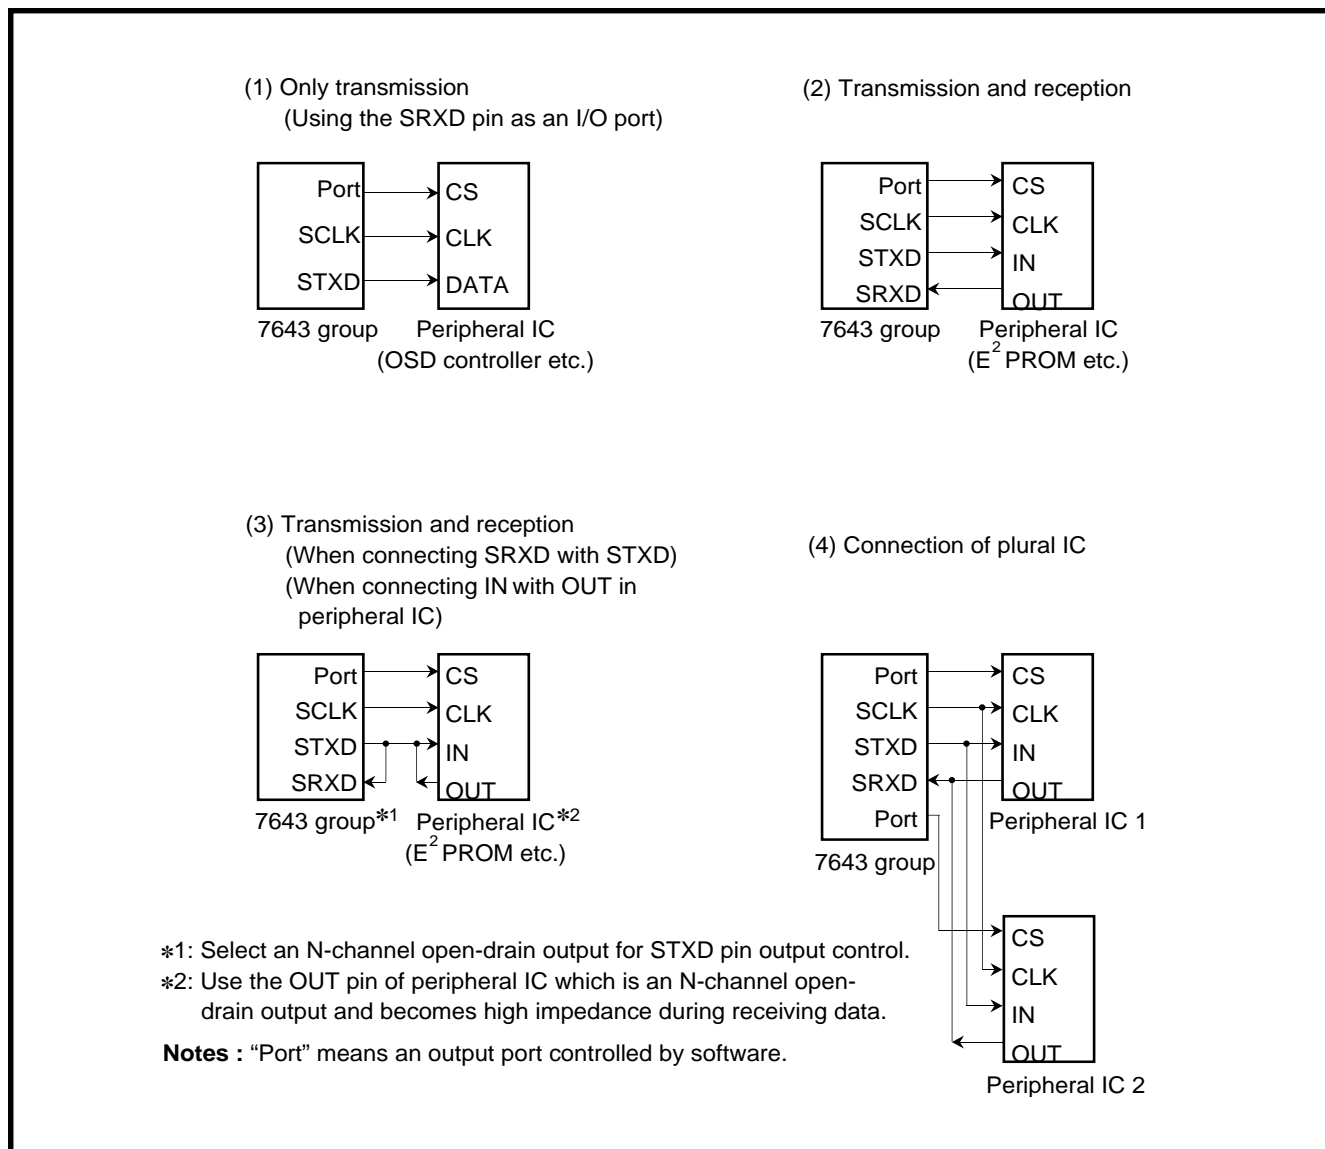 (1) Only transmission
(Using the SRXD pin as an I/O port)
Port
SCLK
STXD
CS
CLK
DATA
7643 group
Peripheral IC
(OSD controller etc.)
(2) Transmission and reception
Port
SCLK
STXD
SRXD
CS
CLK
IN
OUT
7643 group
Peripheral IC
(E2 PROM etc.)
(3) Transmission and reception
(When connecting SRXD with STXD)
(When connecting IN with OUT in
peripheral IC)
Port
SCLK
STXD
SRXD
CS
CLK
IN
OUT
7643 group✱1
Peripheral IC✱2
(E2 PROM etc.)
(4) Connection of plural IC
Port
SCLK
STXD
SRXD
Port
CS
CLK
IN
OUT
7643 group
Peripheral IC 1
CS
CLK
IN
OUT
Peripheral IC 2
✱1: Select an N-channel open-drain output for STXD pin output control.
✱2: Use the OUT pin of peripheral IC which is an N-channel open-
drain output and becomes high impedance during receiving data.
Notes : “Port” means an output port controlled by software.